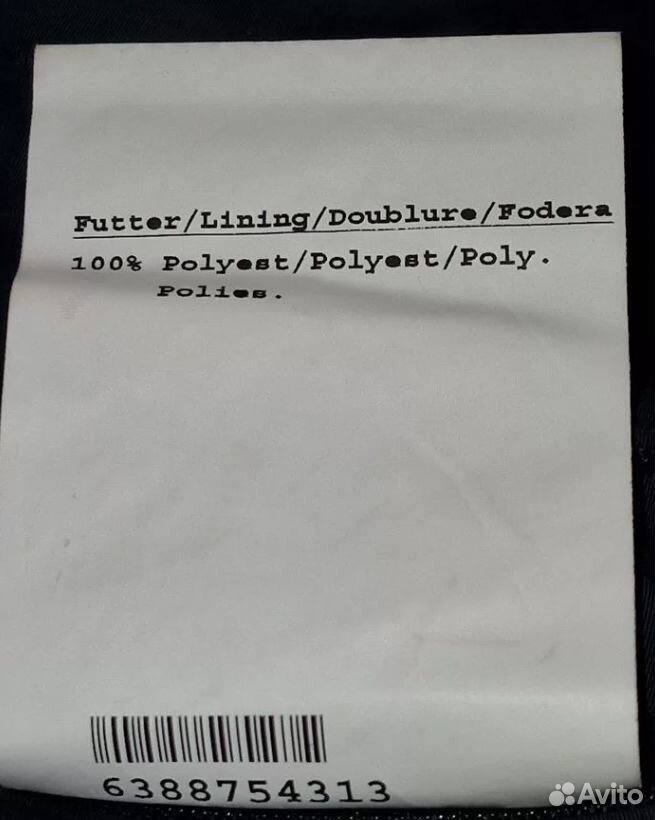 Futter/Lining/Doublure/Fodera
100% Polyest/Polyest/Poly.
Polies.
6388754313
Avito